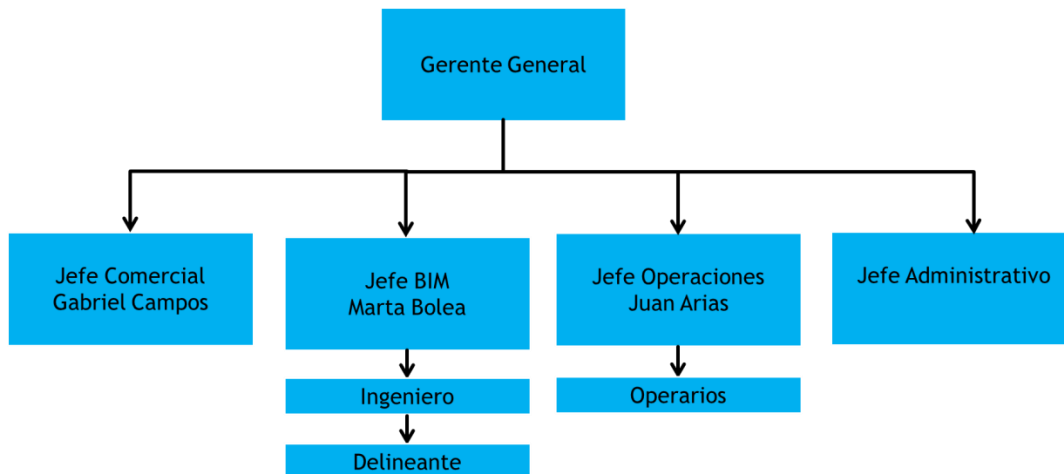 Gerente General
Jefe Comercial
Gabriel Campos
Jefe BIM
Marta Bolea
Jefe Operaciones
Juan Arias
Jefe Administrativo
Ingeniero
Operarios
Delineante